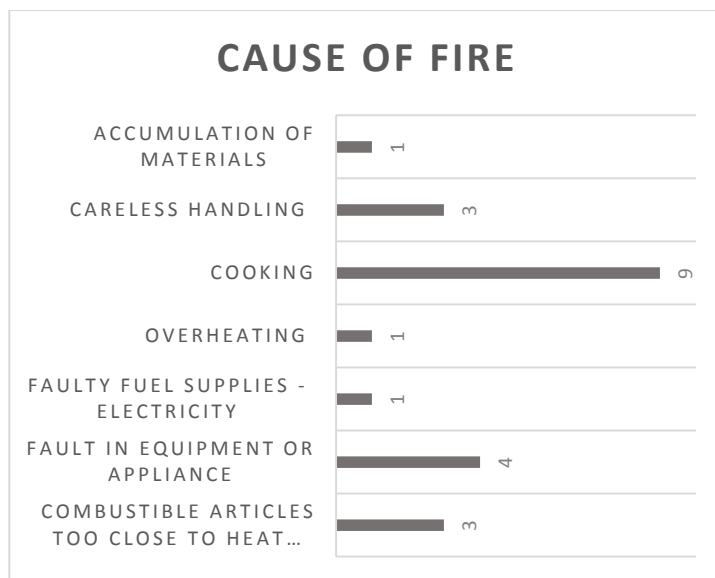 CAUSE OF FIRE
ACCUMULATION OF
MATERIALS
1
CARELESS HANDLING
3
COOKING
9
OVERHEATING
1
FAULTY FUEL SUPPLIES -
ELECTRICITY
1
FAULT IN EQUIPMENT OR
APPLIANCE
4
COMBUSTIBLE ARTICLES
TOO CLOSE TO HEAT…
3